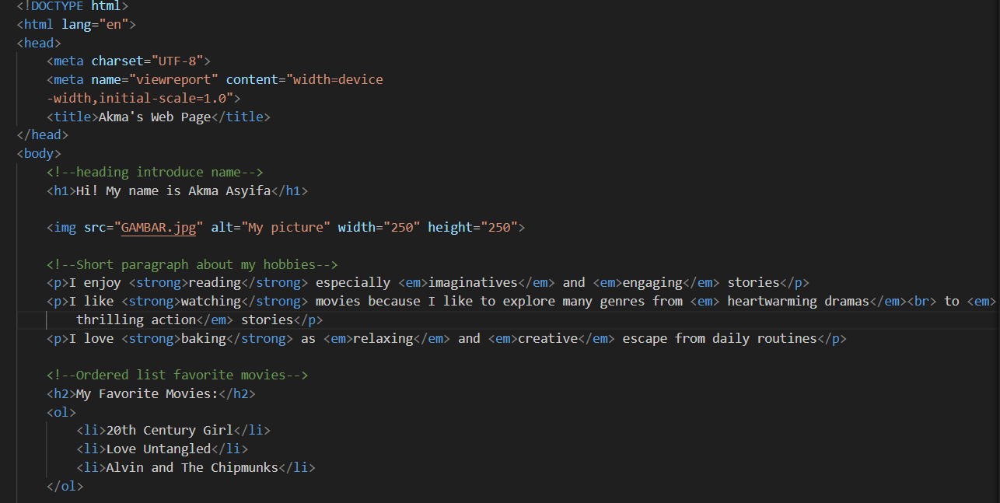 <!DOCTYPE html>
<html lang="en">
<head>
    <meta charset="UTF-8">
    <meta name="viewreport" content="width=device
    -width,initial-scale=1.0">
    <title>Akma's Web Page</title>
</head>
<body>
    <!--heading introduce name-->
    <h1>Hi! My name is Akma Asyifa</h1>

    <img src="GAMBAR.jpg" alt="My picture" width="250" height="250">

    <!--Short paragraph about my hobbies-->
    <p>I enjoy <strong>reading</strong> especially <em>imaginatives</em> and <em>engaging</em> stories</p>
    <p>I like <strong>watching</strong> movies because I like to explore many genres from <em> heartwarming dramas</em><br> to <em>
        thrilling action</em> stories</p>
    <p>I love <strong>baking</strong> as <em>relaxing</em> and <em>creative</em> escape from daily routines</p>

    <!--Ordered list favorite movies-->
    <h2>My Favorite Movies:</h2>
    <ol>
        <li>20th Century Girl</li>
        <li>Love Untangled</li>
        <li>Alvin and The Chipmunks</li>
    </ol>